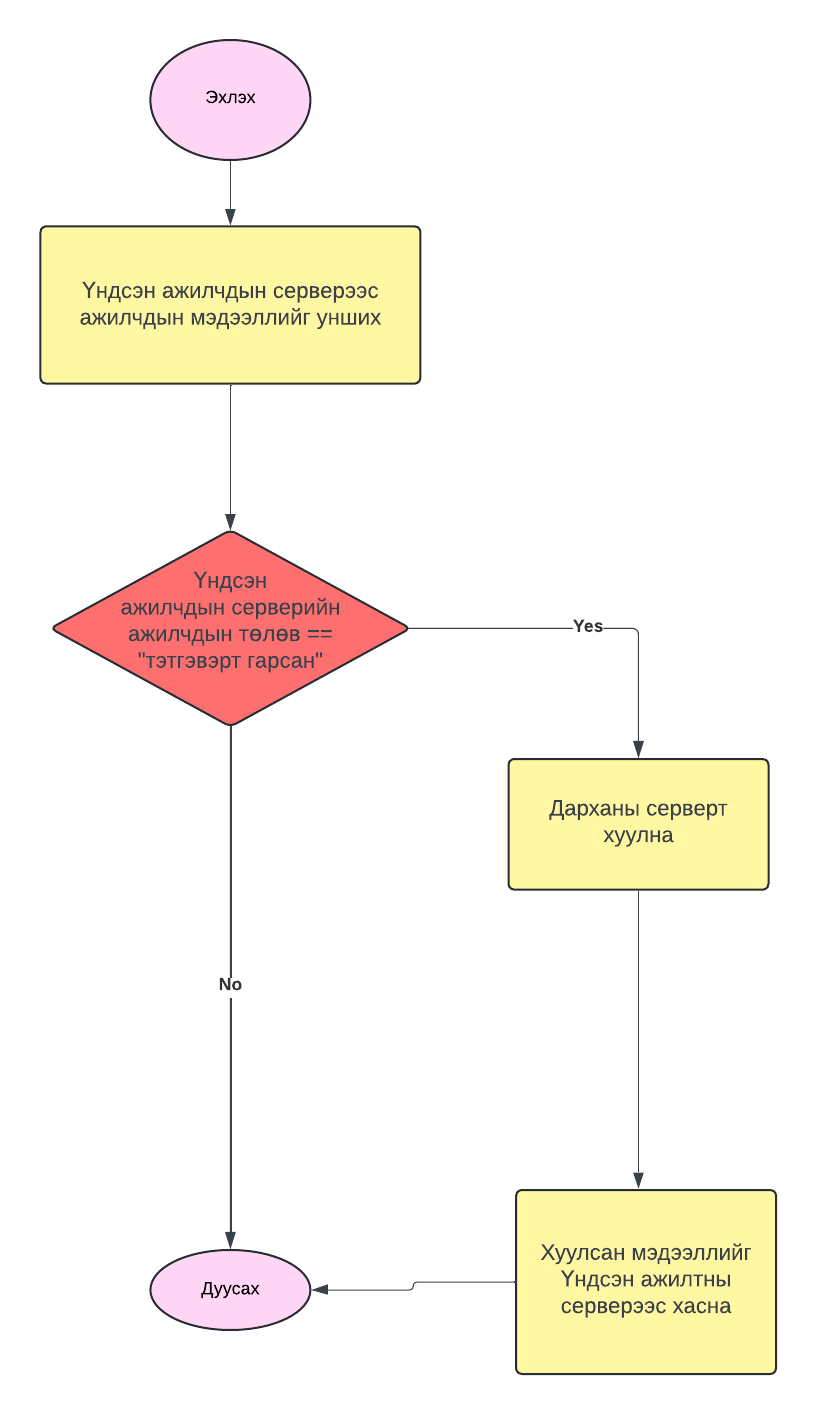 Эхлэх
Үндсэн ажилчдын серверээс
ажилчдын мэдээллийг унших
Үндсэн
ажилчдын серверийн
ажилчдын төлөв ==
"тэтгэвэрт гарсан"
Yes
Дарханы серверт
хуулна
No
Хуулсан мэдээллийг
Үндсэн ажилтны
серверээс хасна
Дуусах